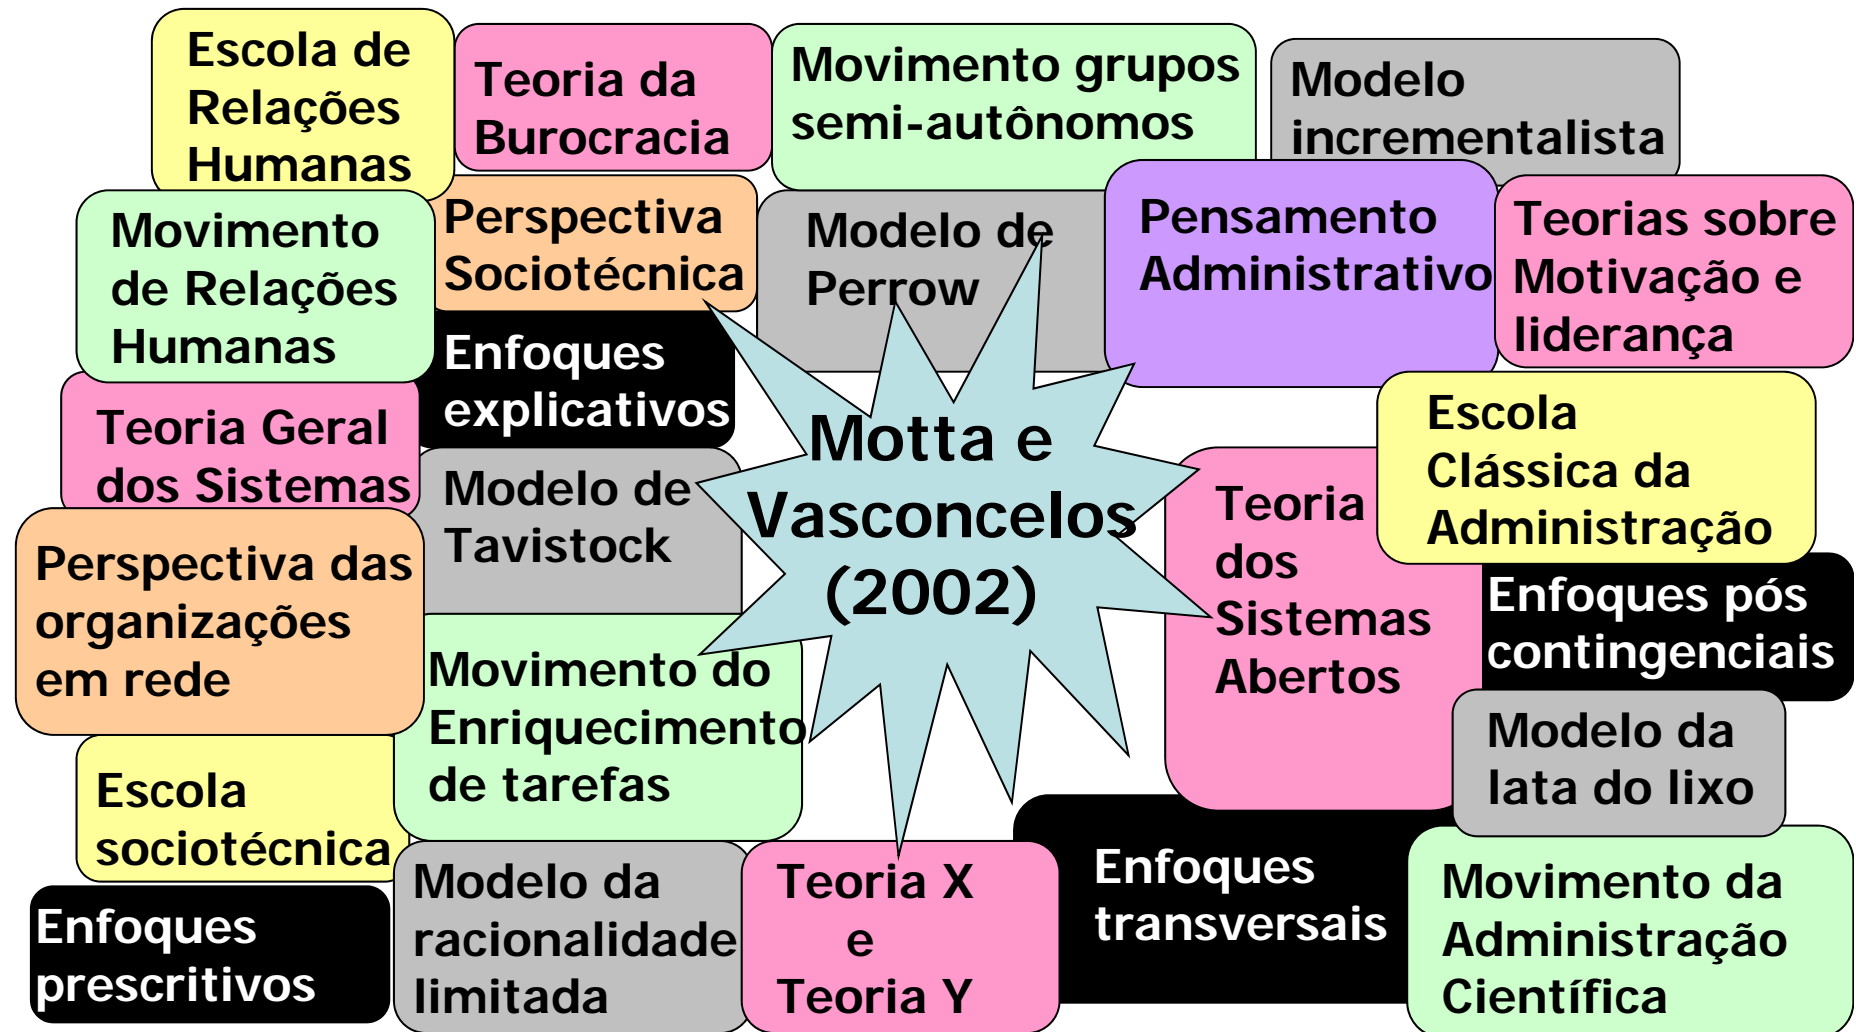 Escola de
Relações
Humanas
Teoria da
Burocracia
Movimento grupos
semi-autônomos
Modelo
incrementalista
Movimento
de Relações
Humanas
Perspectiva
Sociotécnica
Modelo de
Perrow
Pensamento
Administrativo
Teorias sobre
Motivação e
liderança
Enfoques
explicativos
Teoria Geral
dos Sistemas
Modelo de
Tavistock
Motta e
Vasconcelos
(2002)
Teoria
dos
Sistemas
Abertos
Escola
Clássica da
Administração
Perspectiva das
organizações
em rede
Enfoques pós
contingenciais
Movimento do
Enriquecimento
de tarefas
Modelo da
lata do lixo
Escola
sociotécnica
Enfoques
prescritivos
Modelo da
racionalidade
limitada
Teoria X
e
Teoria Y
Enfoques
transversais
Movimento da
Administração
Científica